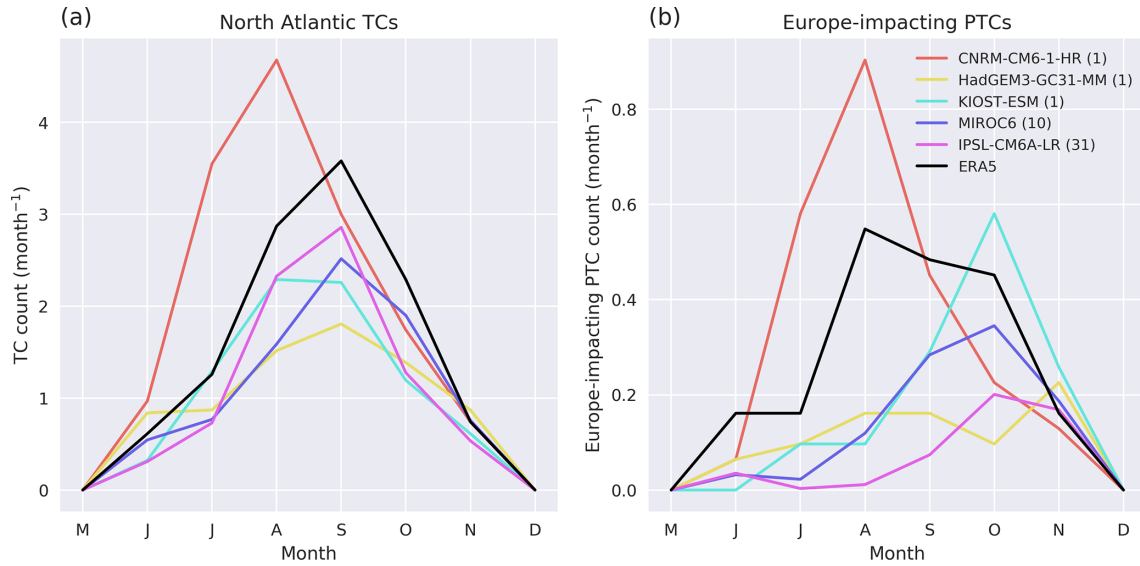 (a)
North Atlantic TCs
TC count (month⁻¹)
4
3
2
1
0
M J J A S O N D
Month
(b)
Europe-impacting PTCs
Europe-impacting PTC count (month⁻¹)
0.8
0.6
0.4
0.2
0.0
CNRM-CM6-1-HR (1)
HadGEM3-GC31-MM (1)
KIOST-ESM (1)
MIROC6 (10)
IPSL-CM6A-LR (31)
ERA5
M J J A S O N D
Month